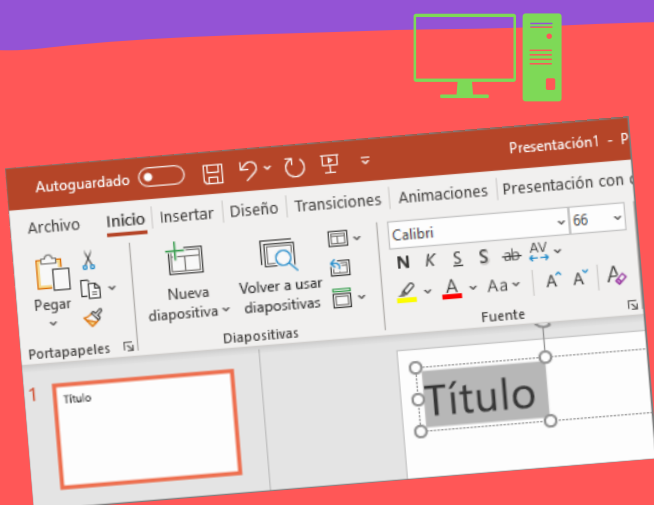 Autoguardado
Presentación1 - P
Archivo Inicio Insertar Diseño Transiciones Animaciones Presentación con
Pegar
Portapapeles
Nueva diapositiva
Volver a usar diapositivas
Diapositivas
Calibri 66
N K S S ab AV
A Aa A A A
Fuente
1
Título
Título